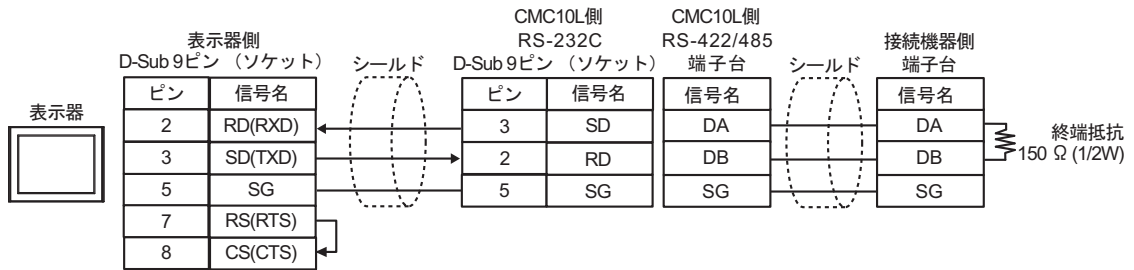 CMC10L側
RS-232C
CMC10L側
RS-422/485
表示器側
D-Sub 9ピン （ソケット）
シールド
D-Sub 9ピン （ソケット）
端子台
シールド
接続機器側
端子台
表示器
ピン 信号名
2 RD(RXD)
3 SD(TXD)
5 SG
7 RS(RTS)
8 CS(CTS)
ピン 信号名
3 SD
2 RD
5 SG
信号名
DA
DB
SG
信号名
DA
DB
SG
終端抵抗
150 Ω (1/2W)